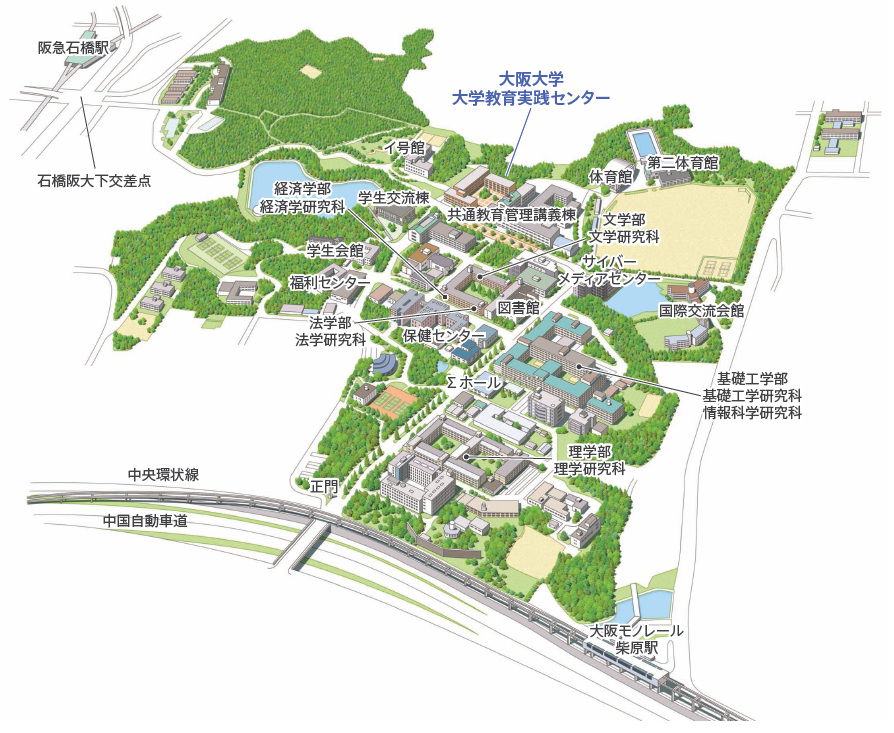 阪急石橋駅
大阪大学
大学教育実践センター
イ号館
第二体育館
体育館
石橋阪大下交差点
経済学部
経済学研究科
学生交流棟
共通教育管理講義棟
文学部
文学研究科
学生会館
サイバー
メディアセンター
福利センター
図書館
国際交流会館
法学部
法学研究科
保健センター
Σホール
基礎工学部
基礎工学研究科
情報科学研究科
理学部
理学研究科
中央環状線
正門
中国自動車道
大阪モノレール
柴原駅